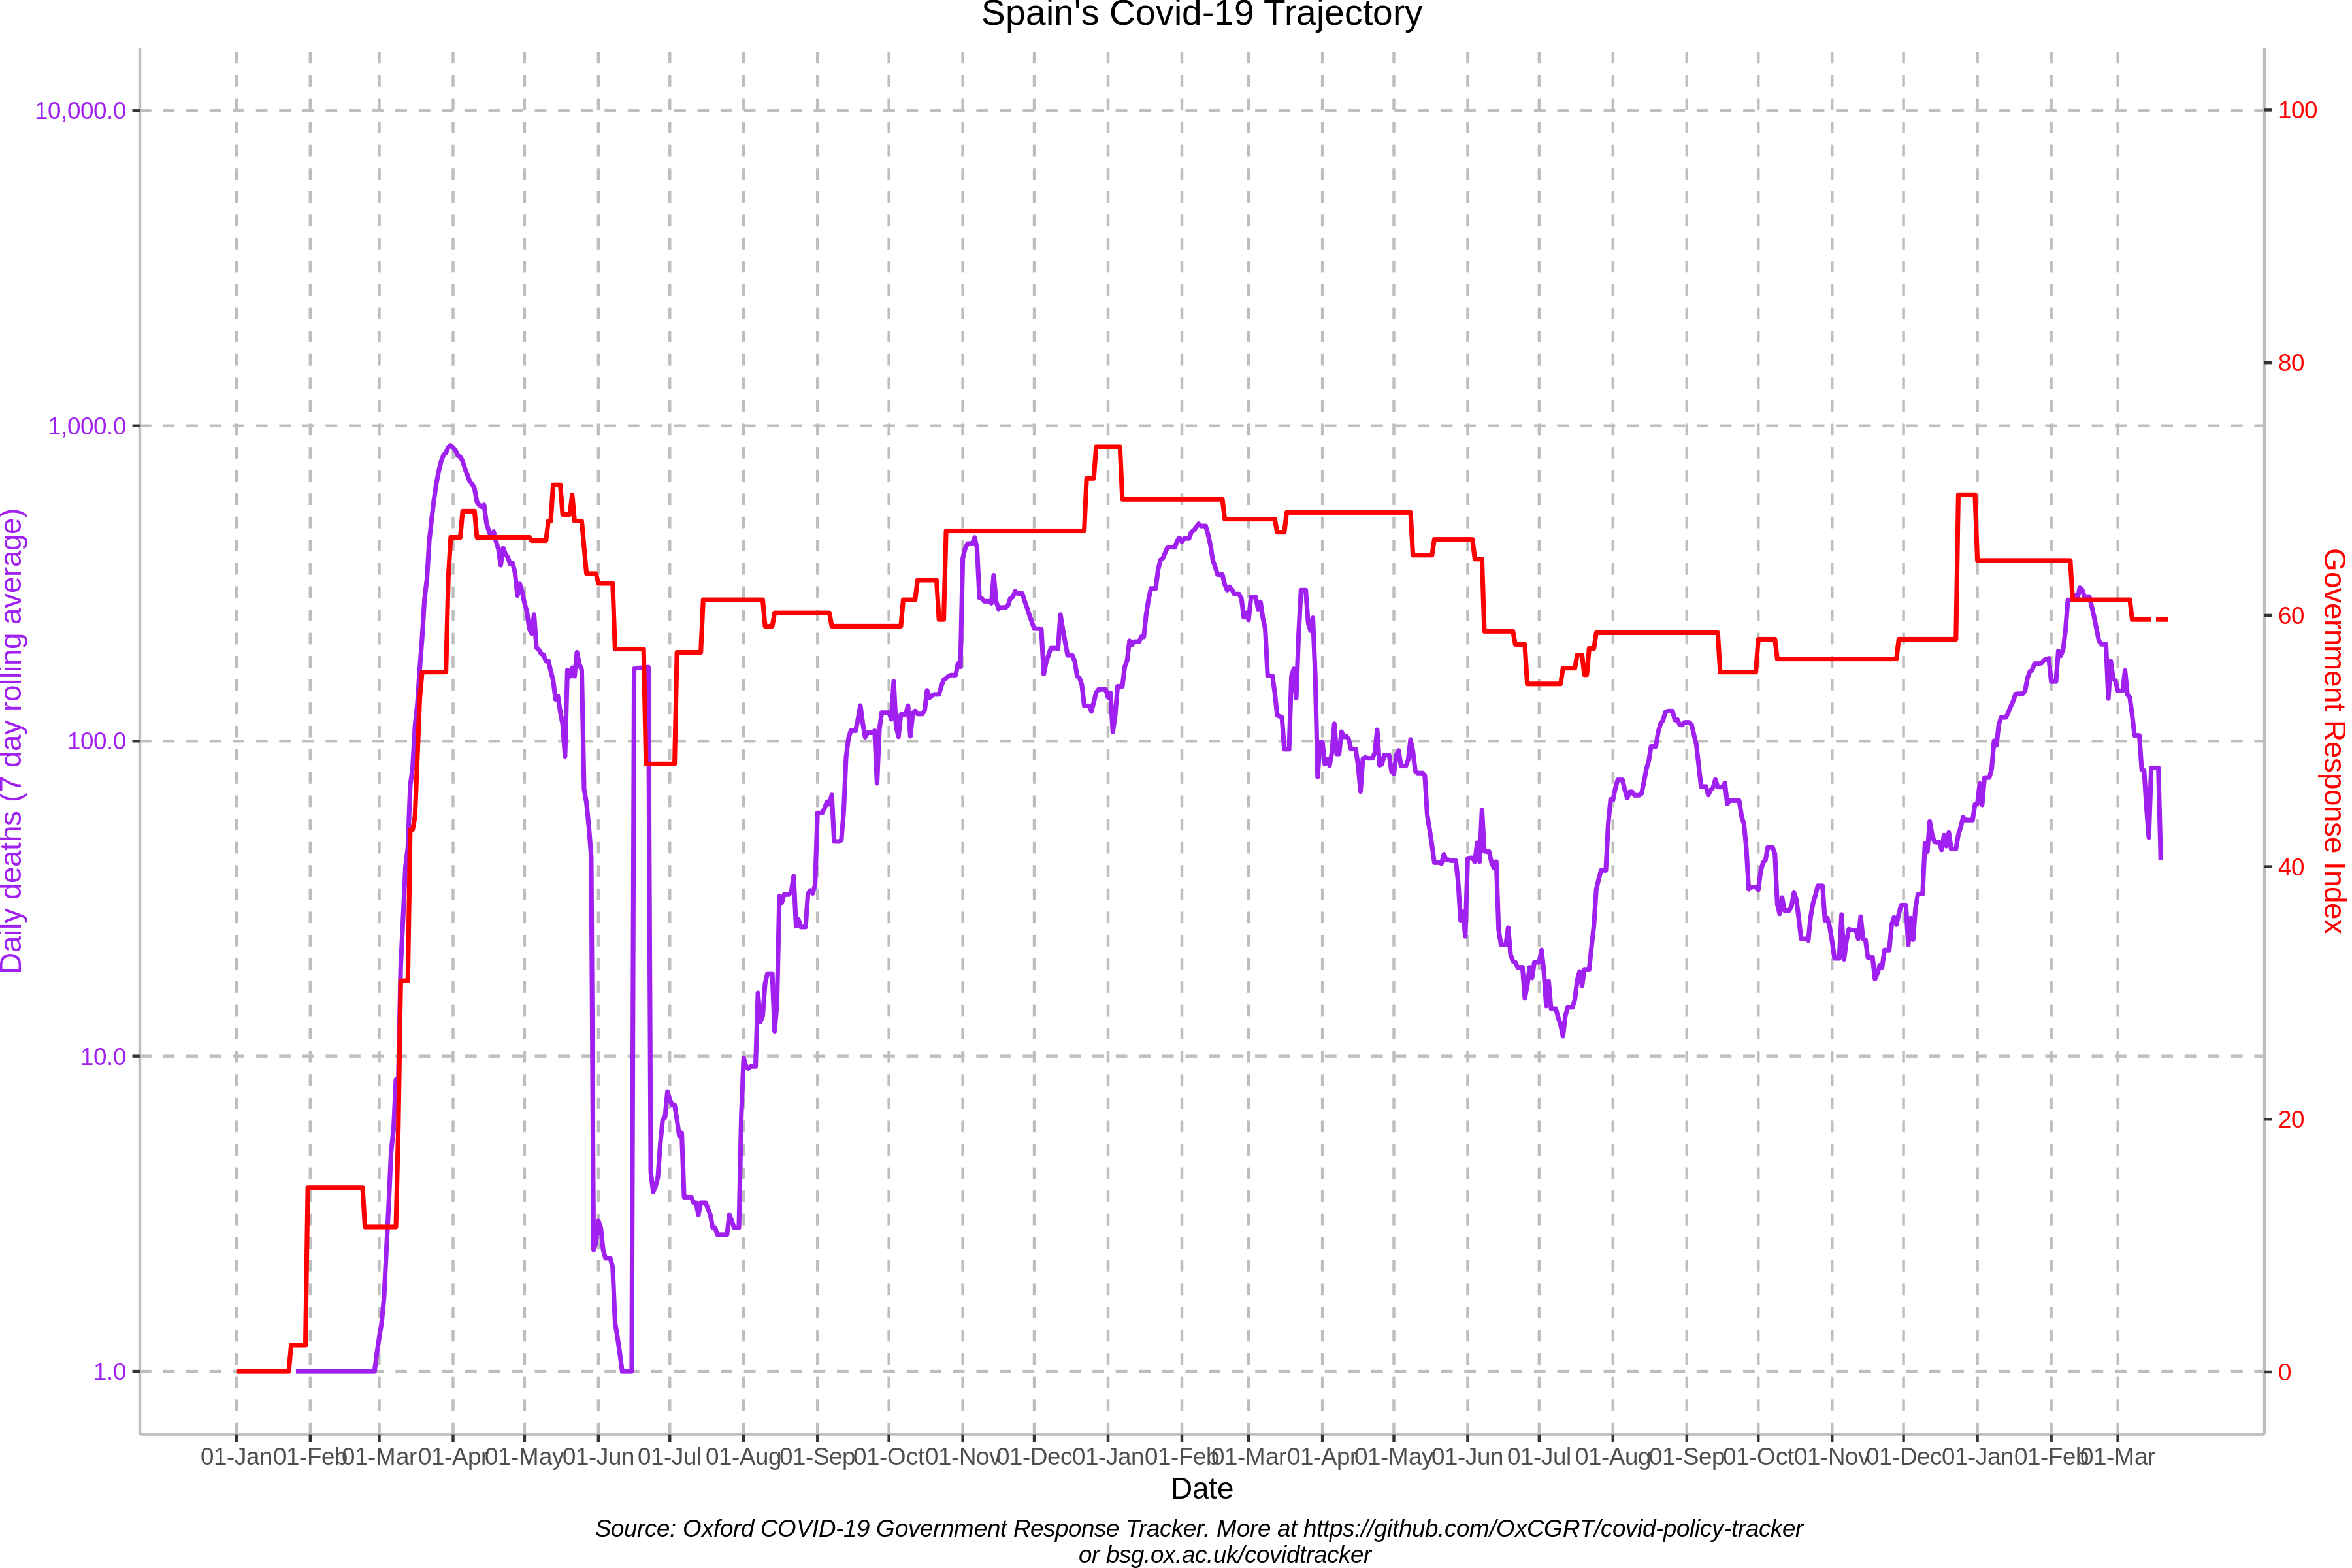 Spain's Covid-19 Trajectory
10,000.0
1,000.0
100.0
10.0
1.0
Daily deaths (7 day rolling average)
100
80
60
40
20
0
Government Response Index
01-Jan 01-Feb 01-Mar 01-Apr 01-May 01-Jun 01-Jul 01-Aug 01-Sep 01-Oct 01-Nov 01-Dec 01-Jan 01-Feb 01-Mar 01-Apr 01-May 01-Jun 01-Jul 01-Aug 01-Sep 01-Oct 01-Nov 01-Dec 01-Jan 01-Feb 01-Mar
Date
Source: Oxford COVID-19 Government Response Tracker. More at https://github.com/OxCGRT/covid-policy-tracker
or bsg.ox.ac.uk/covidtracker